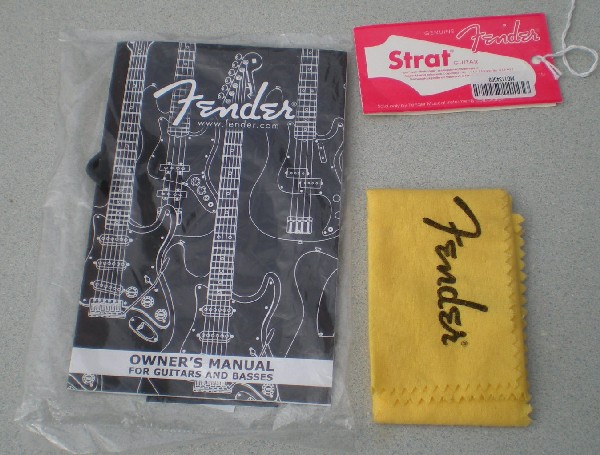 Fender®
www.fender.com
OWNER'S MANUAL
FOR GUITARS AND BASSES
GENUINE Fender®
Strat®
GUITAR
Fender®